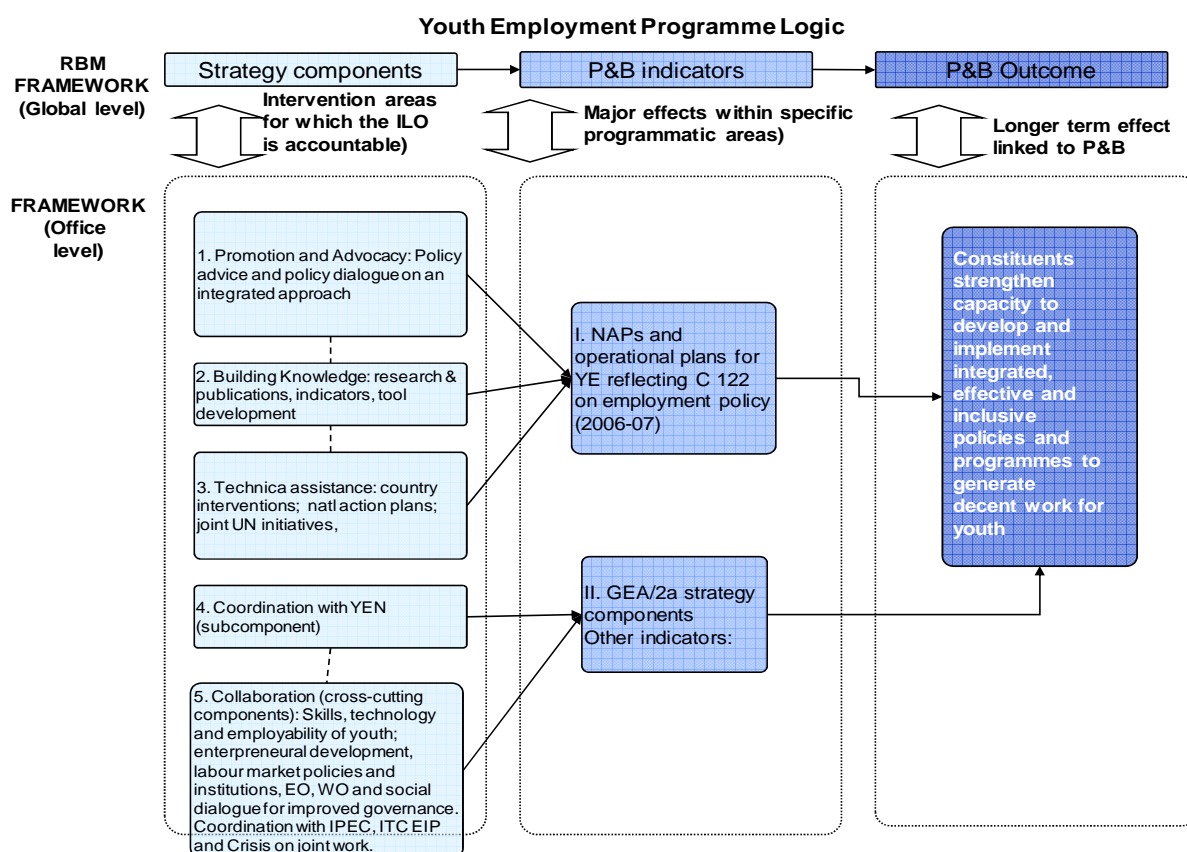 Youth Employment Programme Logic
RBM
FRAMEWORK
(Global level)
Strategy components
P&B indicators
P&B Outcome
Intervention areas
for which the ILO
is accountable)
Major effects within specific
programmatic areas)
Longer term effect
linked to P&B
FRAMEWORK
(Office
level)
1. Promotion and Advocacy: Policy
advice and policy dialogue on an
integrated approach
2. Building Knowledge: research &
publications, indicators, tool
development
3. Technica assistance: country
interventions; natl action plans;
joint UN initiatives,
4. Coordination with YEN
(subcomponent)
5. Collaboration (cross-cutting
components): Skills, technology
and employability of youth;
enterpreneural development,
labour market policies and
institutions, EO, WO and social
dialogue for improved governance.
Coordination with IPEC, ITC EIP
and Crisis on joint work.
I. NAPs and
operational plans for
YE reflecting C 122
on employment policy
(2006-07)
II. GEA/2a strategy
components
Other indicators:
Constituents
strengthen
capacity to
develop and
implement
integrated,
effective and
inclusive
policies and
programmes to
generate
decent work for
youth